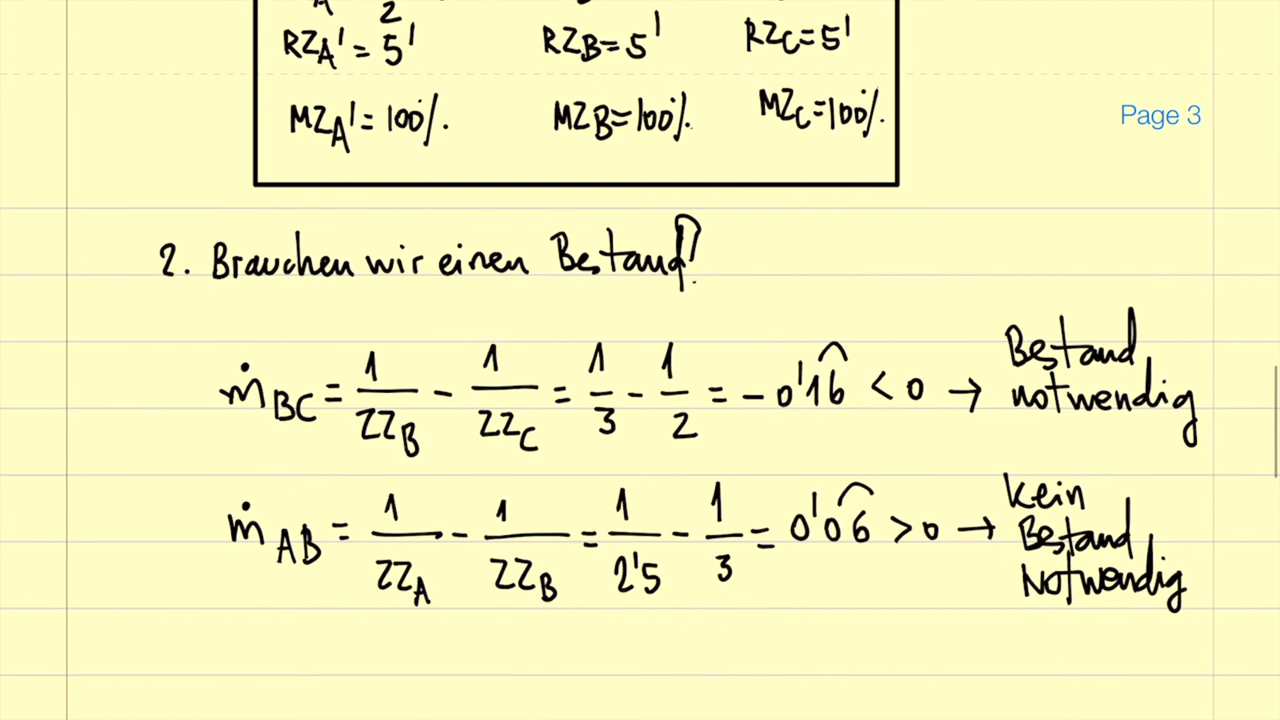 A 2
RZA' = 5' RZB = 5' RZC = 5'
MZA' = 100% MZB = 100% MZC = 100%
Page 3
2. Brauchen wir einen Bestand?
ṁBC = 1/ZZB - 1/ZZC = 1/3 - 1/2 = - 0'16̂ < 0 → Bestand notwendig
ṁAB = 1/ZZA - 1/ZZB = 1/2'5 - 1/3 = 0'06̂ > 0 → kein Bestand Notwendig